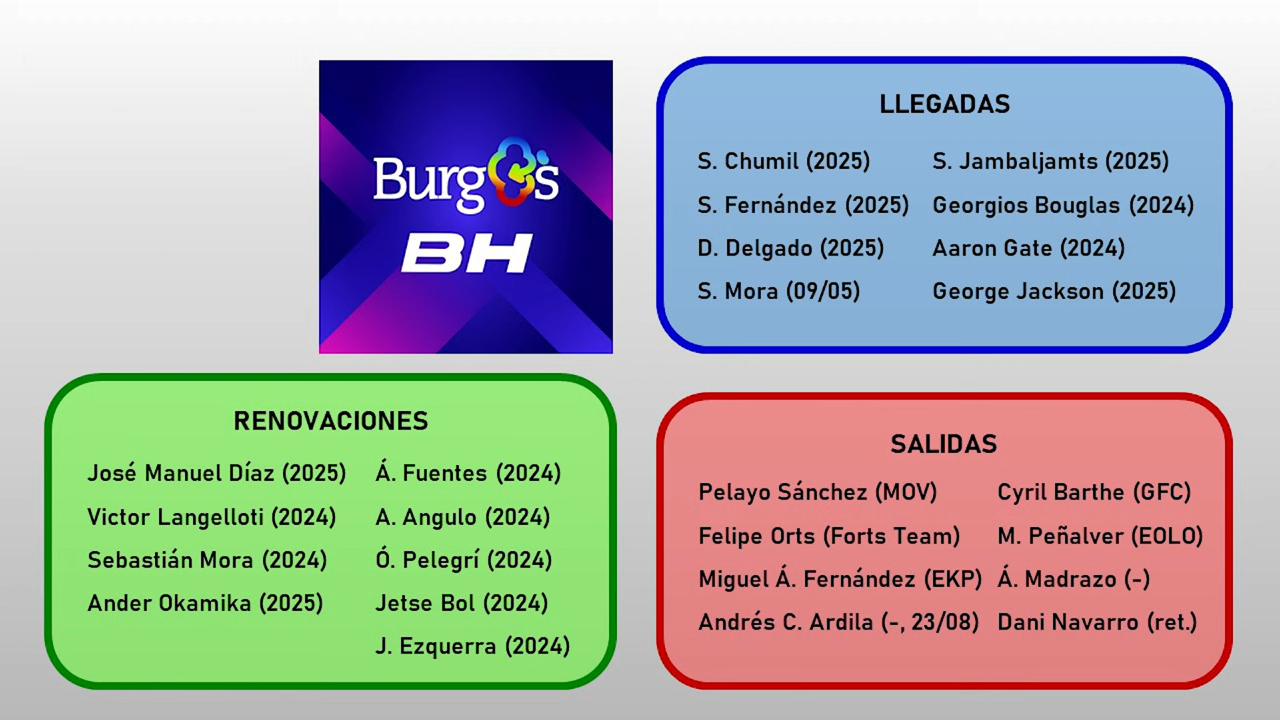 Burgos
BH
LLEGADAS
S. Chumil (2025)
S. Fernández (2025)
D. Delgado (2025)
S. Mora (09/05)
S. Jambaljamts (2025)
Georgios Bouglas (2024)
Aaron Gate (2024)
George Jackson (2025)
RENOVACIONES
José Manuel Díaz (2025)
Victor Langelloti (2024)
Sebastián Mora (2024)
Ander Okamika (2025)
Á. Fuentes (2024)
A. Angulo (2024)
Ó. Pelegrí (2024)
Jetse Bol (2024)
J. Ezquerra (2024)
SALIDAS
Pelayo Sánchez (MOV)
Felipe Orts (Forts Team)
Miguel Á. Fernández (EKP)
Andrés C. Ardila (-, 23/08)
Cyril Barthe (GFC)
M. Peñalver (EOLO)
Á. Madrazo (-)
Dani Navarro (ret.)